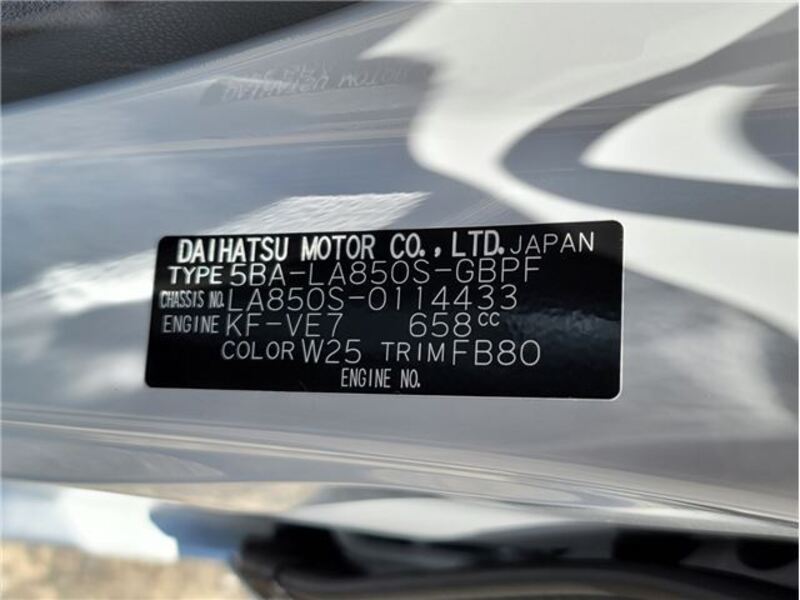 DAIHATSU MOTOR CO., LTD. JAPAN
TYPE 5BA-LA850S-GBPF
CHASSIS NO. LA850S-0114433
ENGINE KF-VE7 658cc
COLOR W25 TRIM FB80
ENGINE NO.